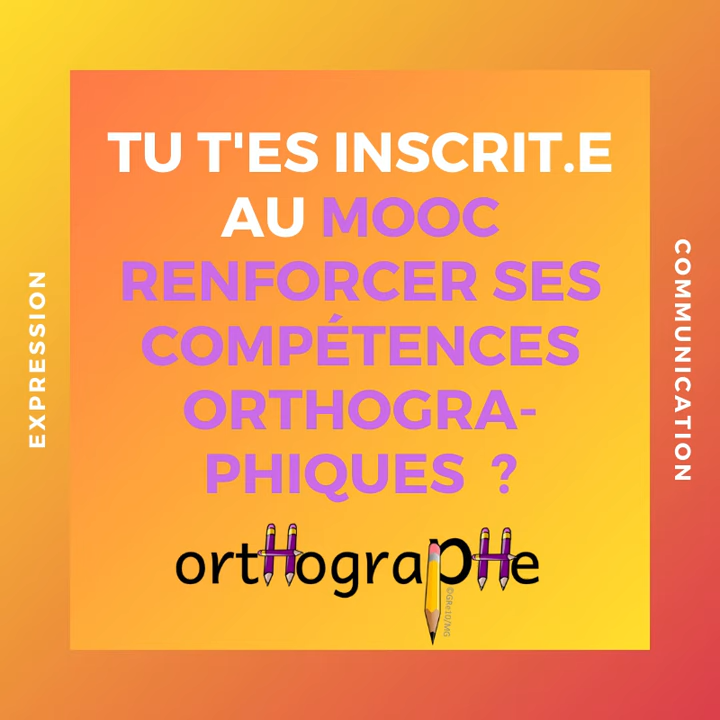 TU T'ES INSCRIT.E
AU MOOC
RENFORCER SES
COMPÉTENCES
ORTHOGRA-
PHIQUES ?
EXPRESSION
COMMUNICATION
ortHograpHe